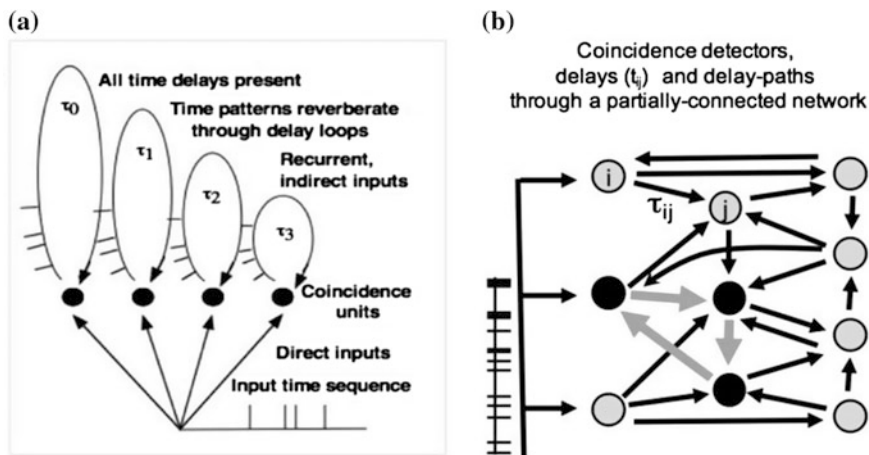 (a)
All time delays present
τ0
Time patterns reverberate
through delay loops
τ1
Recurrent,
indirect inputs
τ2
τ3
Coincidence
units
Direct inputs
Input time sequence
(b)
Coincidence detectors,
delays (tij) and delay-paths
through a partially-connected network
i
τij
j